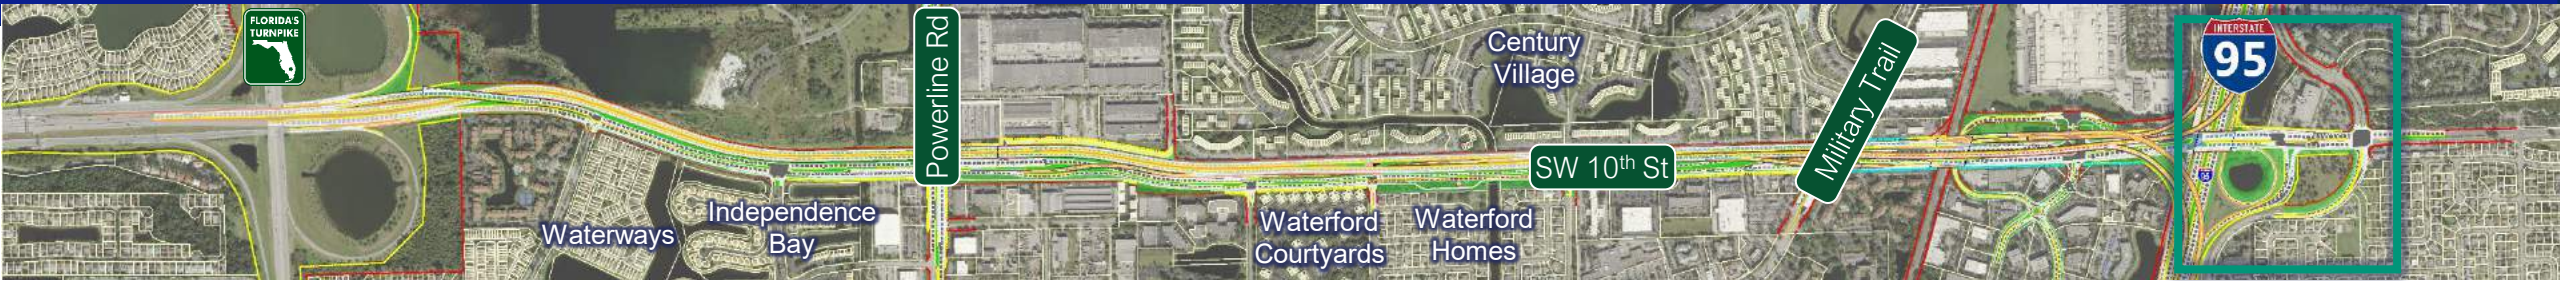 FLORIDA'S
TURNPIKE
Powerline Rd
Century
Village
Military Trail
INTERSTATE
95
SW 10th St
95
Waterways
Independence
Bay
Waterford
Courtyards
Waterford
Homes